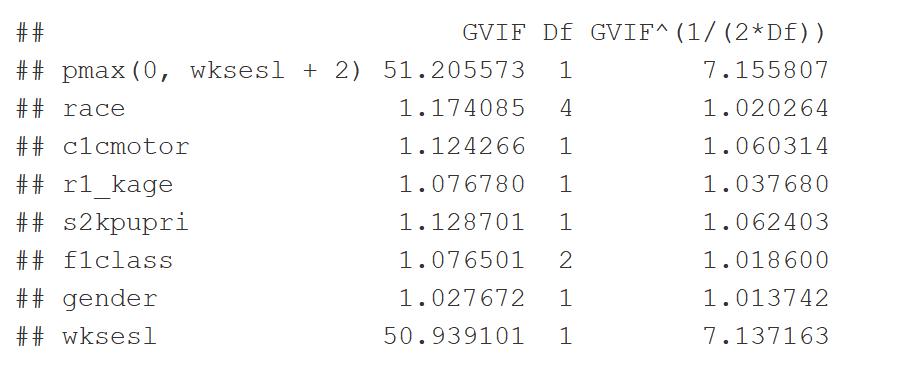 ##                            GVIF Df GVIF^(1/(2*Df))
## pmax(0, wksesl + 2) 51.205573  1        7.155807
## race                 1.174085  4        1.020264
## c1cmotor             1.124266  1        1.060314
## r1_kage              1.076780  1        1.037680
## s2kpupri             1.128701  1        1.062403
## f1class              1.076501  2        1.018600
## gender               1.027672  1        1.013742
## wksesl              50.939101  1        7.137163